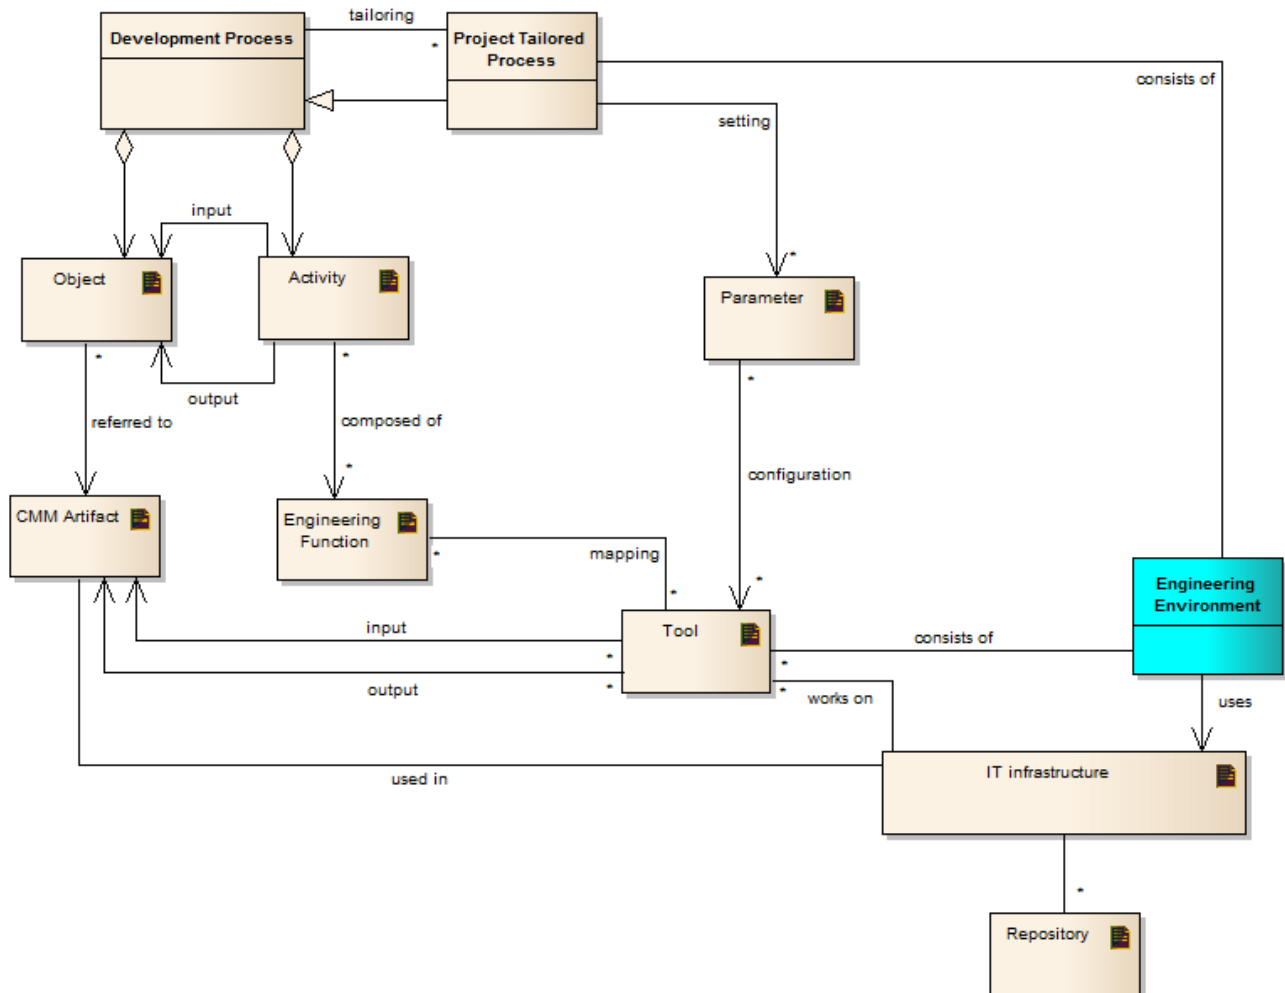 tailoring
Development Process
Project Tailored
Process
*
consists of
setting
input
*
Object
Activity
Parameter
*
*
*
output
referred to
composed of
*
configuration
CMM Artifact
Engineering
Function
*
mapping
*
*
Engineering
Environment
Tool
input
consists of
*
*
output
*
*
works on
uses
used in
IT infrastructure
*
Repository